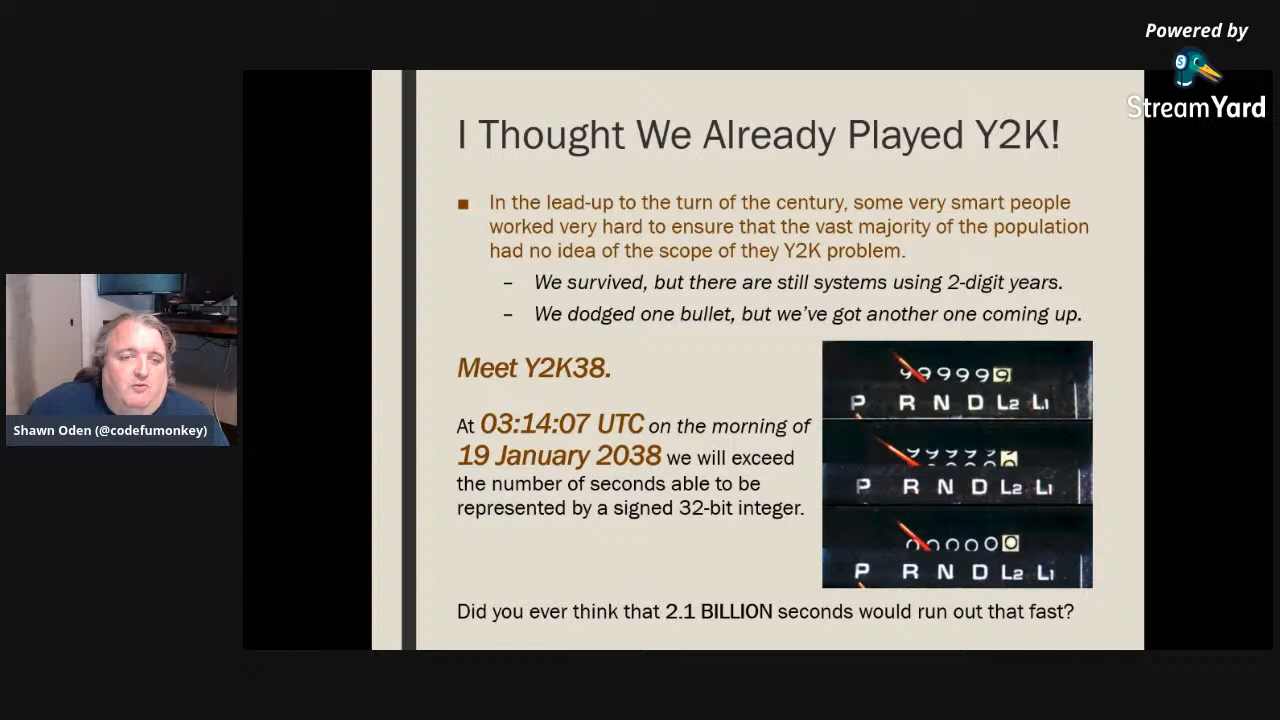 Powered by
StreamYard
I Thought We Already Played Y2K!
■ In the lead-up to the turn of the century, some very smart people
worked very hard to ensure that the vast majority of the population
had no idea of the scope of they Y2K problem.
– We survived, but there are still systems using 2-digit years.
– We dodged one bullet, but we’ve got another one coming up.
Meet Y2K38.
At 03:14:07 UTC on the morning of
19 January 2038 we will exceed
the number of seconds able to be
represented by a signed 32-bit integer.
999999
P R N D L2 L1
P R N D L2 L1
000000
P R N D L2 L1
Did you ever think that 2.1 BILLION seconds would run out that fast?
Shawn Oden (@codefumonkey)